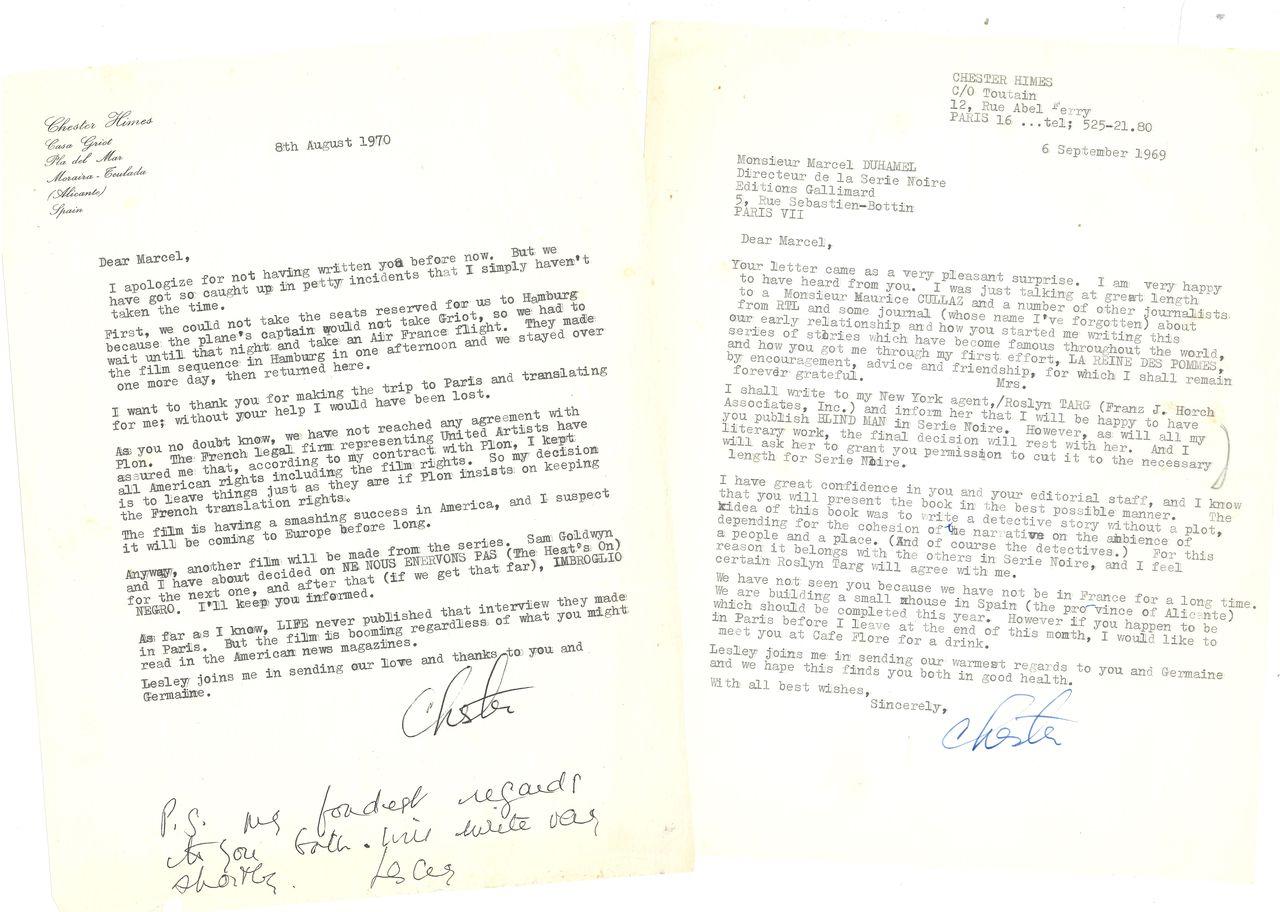 Chester Himes
Casa Griot
Pla del Mar
Moraira - Teulada
(Alicante)
Spain
8th August 1970
Dear Marcel,
I apologize for not having written you before now. But we
have got so caught up in petty incidents that I simply haven't
taken the time.
First, we could not take the seats reserved for us to Hamburg
because the plane's captain would not take Griot, so we had to
wait until that night and take an Air France flight. They made
the film sequence in Hamburg in one afternoon and we stayed over
one more day, then returned here.
I want to thank you for making the trip to Paris and translating
for me; without your help I would have been lost.
As you no doubt know, we have not reached any agreement with
Plon. The French legal firm representing United Artists have
assured me that, according to my contract with Plon, I kept
all American rights including the film rights. So my decision
is to leave things just as they are if Plon insists on keeping
the French translation rights.
The film is having a smashing success in America, and I suspect
it will be coming to Europe before long.
Anyway, another film will be made from the series. Sam Goldwyn
and I have about decided on NE NOUS ENERVONS PAS (The Heat's On)
for the next one, and after that (if we get that far), IMBROGLIO
NEGRO. I'll keep you informed.
As far as I know, LIFE never published that interview they made
in Paris. But the film is booming regardless of what you might
read in the American news magazines.
Lesley joins me in sending our love and thanks to you and
Germaine.
Chester
P.S. My fondest regards
to you both. Will write very
shortly. Lesley
CHESTER HIMES
C/O Toutain
12, Rue Abel Ferry
PARIS 16 ...tel; 525-21.80
6 September 1969
Monsieur Marcel DUHAMEL
Directeur de la Serie Noire
Editions Gallimard
5, Rue Sebastien-Bottin
PARIS VII
Dear Marcel,
Your letter came as a very pleasant surprise. I am very happy
to have heard from you. I was just talking at great length
to a Monsieur Maurice CULLAZ and a number of other journalists
from RTL and some journal (whose name I've forgotten) about
our early relationship and how you started me writing this
series of stories which have become famous throughout the world,
and how you got me through my first effort, LA REINE DES POMMES,
by encouragement, advice and friendship, for which I shall remain
forever grateful.
Mrs.
I shall write to my New York agent,/Roslyn TARG (Franz J. Horch
Associates, Inc.) and inform her that I will be happy to have
you publish BLIND MAN in Serie Noire. However, as will all my
literary work, the final decision will rest with her. And I
will ask her to grant you permission to cut it to the necessary
length for Serie Noire.
I have great confidence in you and your editorial staff, and I know
that you will present the book in the best possible manner. The
idea of this book was to write a detective story without a plot,
depending for the cohesion of the narrative on the ambience of
a people and a place. (And of course the detectives.) For this
reason it belongs with the others in Serie Noire, and I feel
certain Roslyn Targ will agree with me.
We have not seen you because we have not be in France for a long time.
We are building a small house in Spain (the province of Alicante)
which should be completed this year. However if you happen to be
in Paris before I leave at the end of this month, I would like to
meet you at Cafe Flore for a drink.
Lesley joins me in sending our warmest regards to you and Germaine
and we hape this finds you both in good health.
With all best wishes,
Sincerely,
Chester